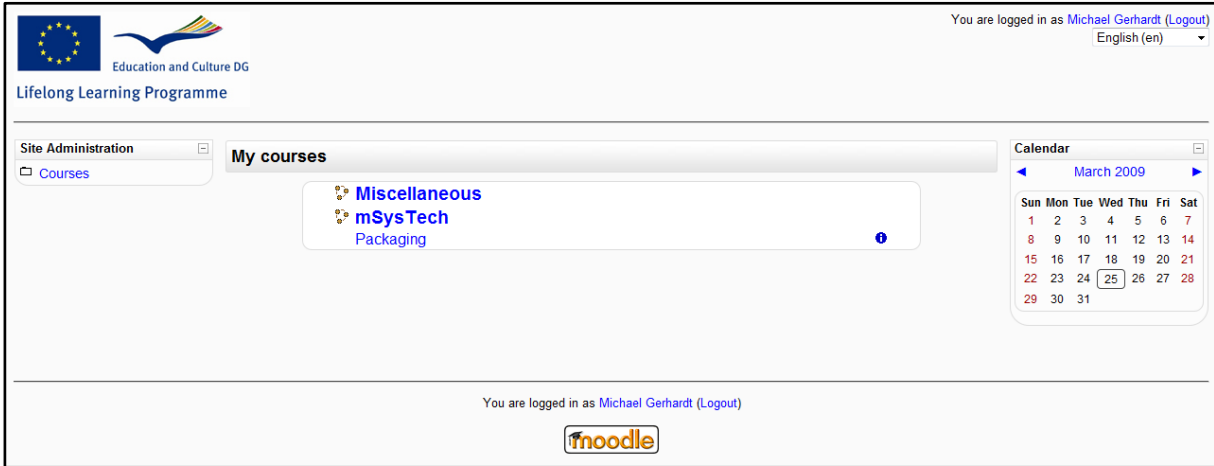 You are logged in as Michael Gerhardt (Logout)
English (en)
Education and Culture DG
Lifelong Learning Programme
Site Administration
Courses
My courses
Miscellaneous
mSysTech
Packaging
Calendar
March 2009
Sun Mon Tue Wed Thu Fri Sat
1 2 3 4 5 6 7
8 9 10 11 12 13 14
15 16 17 18 19 20 21
22 23 24 25 26 27 28
29 30 31
You are logged in as Michael Gerhardt (Logout)
moodle